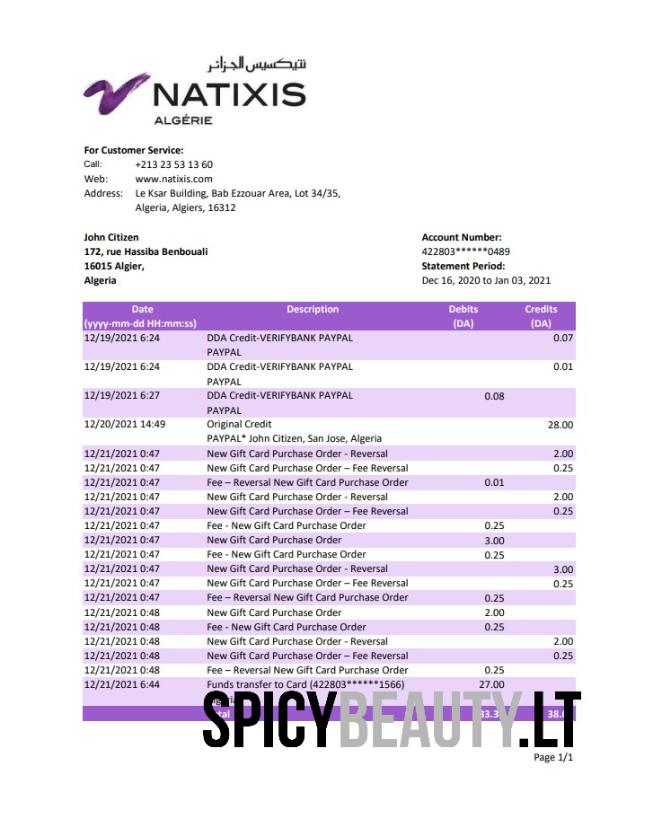 نتيكسيس الجزائر
NATIXIS
ALGÉRIE
For Customer Service:
Call: +213 23 53 13 60
Web: www.natixis.com
Address: Le Ksar Building, Bab Ezzouar Area, Lot 34/35,
Algeria, Algiers, 16312
John Citizen Account Number:
172, rue Hassiba Benbouali 422803******0489
16015 Algier, Statement Period:
Algeria Dec 16, 2020 to Jan 03, 2021
Date Description Debits Credits
(yyyy-mm-dd HH:mm:ss) (DA) (DA)
12/19/2021 6:24 DDA Credit-VERIFYBANK PAYPAL 0.07
PAYPAL
12/19/2021 6:24 DDA Credit-VERIFYBANK PAYPAL 0.01
PAYPAL
12/19/2021 6:27 DDA Credit-VERIFYBANK PAYPAL 0.08
PAYPAL
12/20/2021 14:49 Original Credit 28.00
PAYPAL* John Citizen, San Jose, Algeria
12/21/2021 0:47 New Gift Card Purchase Order - Reversal 2.00
12/21/2021 0:47 New Gift Card Purchase Order – Fee Reversal 0.25
12/21/2021 0:47 Fee – Reversal New Gift Card Purchase Order 0.01
12/21/2021 0:47 New Gift Card Purchase Order - Reversal 2.00
12/21/2021 0:47 New Gift Card Purchase Order – Fee Reversal 0.25
12/21/2021 0:47 Fee - New Gift Card Purchase Order 0.25
12/21/2021 0:47 New Gift Card Purchase Order 3.00
12/21/2021 0:47 Fee - New Gift Card Purchase Order 0.25
12/21/2021 0:47 New Gift Card Purchase Order - Reversal 3.00
12/21/2021 0:47 New Gift Card Purchase Order – Fee Reversal 0.25
12/21/2021 0:47 Fee – Reversal New Gift Card Purchase Order 0.25
12/21/2021 0:48 New Gift Card Purchase Order 2.00
12/21/2021 0:48 Fee - New Gift Card Purchase Order 0.25
12/21/2021 0:48 New Gift Card Purchase Order - Reversal 2.00
12/21/2021 0:48 New Gift Card Purchase Order – Fee Reversal 0.25
12/21/2021 0:48 Fee – Reversal New Gift Card Purchase Order 0.25
12/21/2021 6:44 Funds transfer to Card (422803******1566) 27.00
SPICYBEAUTY.LT
Page 1/1